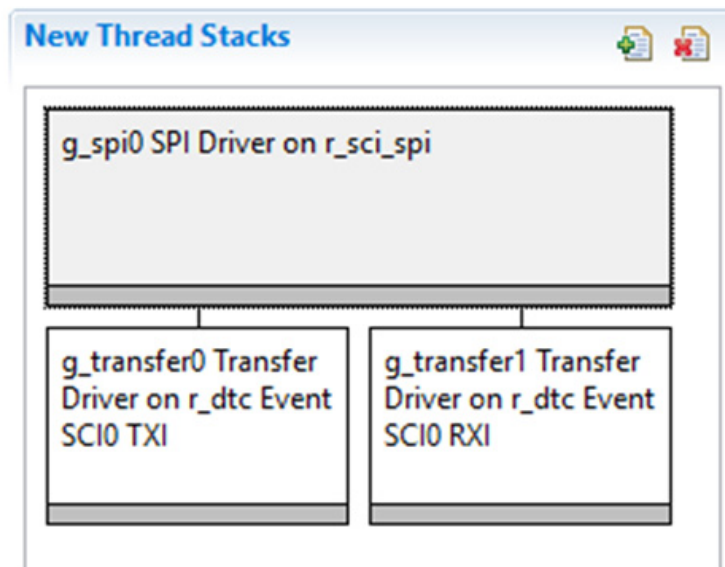 New Thread Stacks
g_spi0 SPI Driver on r_sci_spi
g_transfer0 Transfer
Driver on r_dtc Event
SCI0 TXI
g_transfer1 Transfer
Driver on r_dtc Event
SCI0 RXI